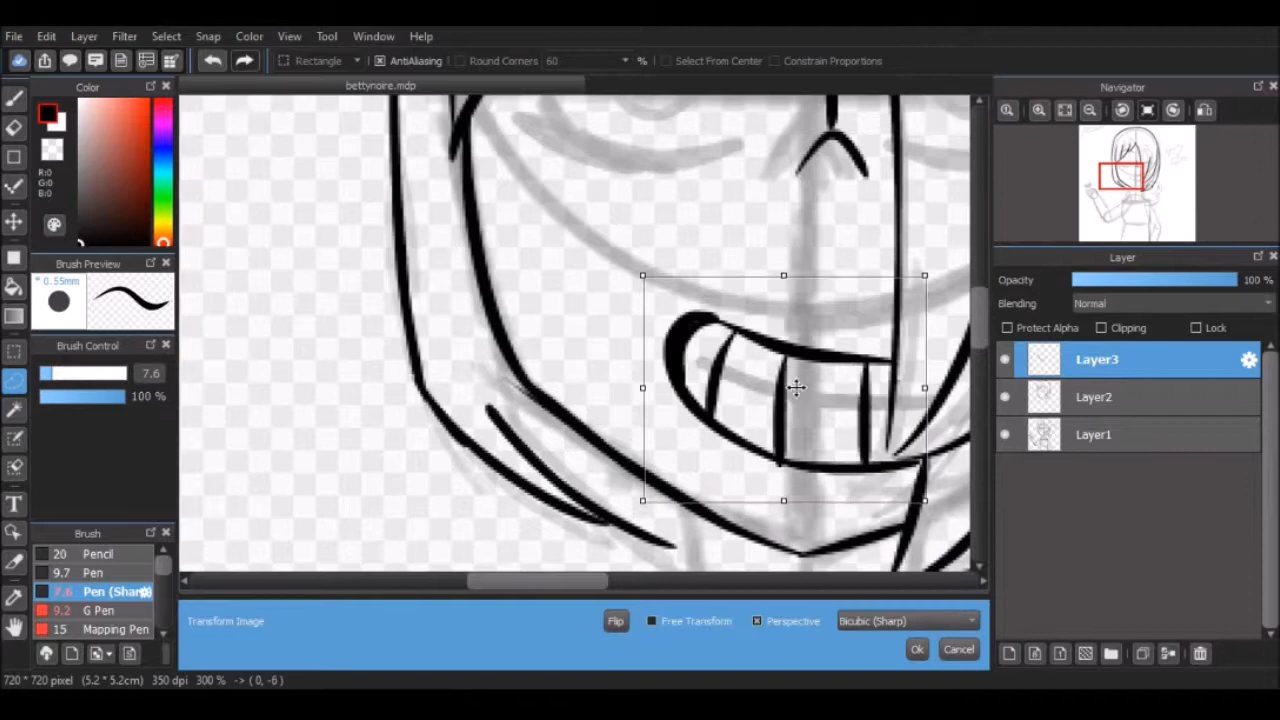 File Edit Layer Filter Select Snap Color View Tool Window Help
Rectangle AntiAliasing Round Corners 60 % Select From Center Constrain Proportions
Color
bettynoire.mdp
Navigator
R:0
G:0
B:0
Brush Preview
0.55mm
Brush Control
7.6
100 %
Brush
20 Pencil
9.7 Pen
7.6 Pen (Shar
9.2 G Pen
15 Mapping Pen
Layer
Opacity 100 %
Blending Normal
Protect Alpha Clipping Lock
Layer3
Layer2
Layer1
Transform Image Flip Free Transform Perspective Bicubic (Sharp)
Ok Cancel
720 * 720 pixel (5.2 * 5.2cm) 350 dpi 300 % -> ( 0, -6 )